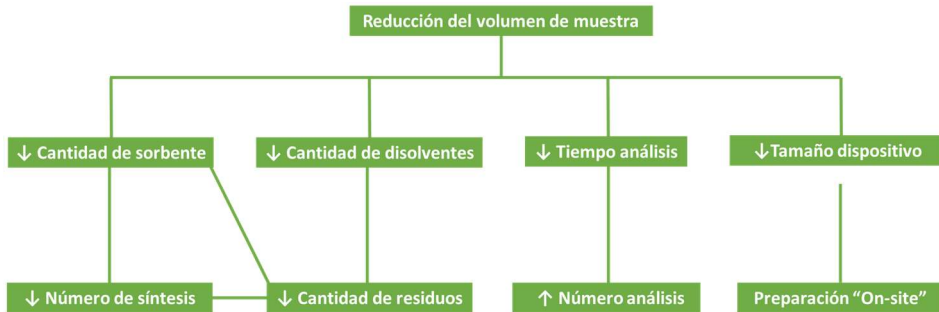 Reducción del volumen de muestra
↓ Cantidad de sorbente
↓ Cantidad de disolventes
↓ Tiempo análisis
↓Tamaño dispositivo
↓ Número de síntesis
↓ Cantidad de residuos
↑ Número análisis
Preparación “On-site”